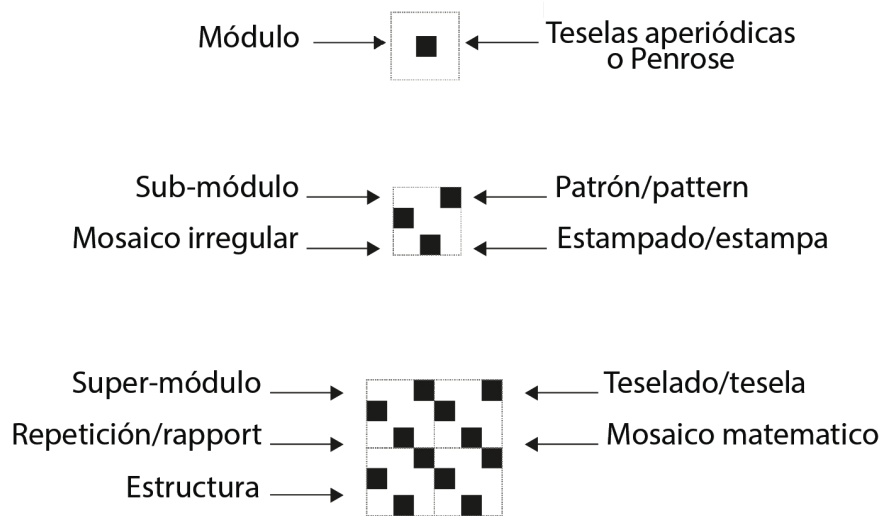 Módulo
Teselas aperiódicas
o Penrose
Sub-módulo
Patrón/pattern
Mosaico irregular
Estampado/estampa
Super-módulo
Teselado/tesela
Repetición/rapport
Mosaico matematico
Estructura